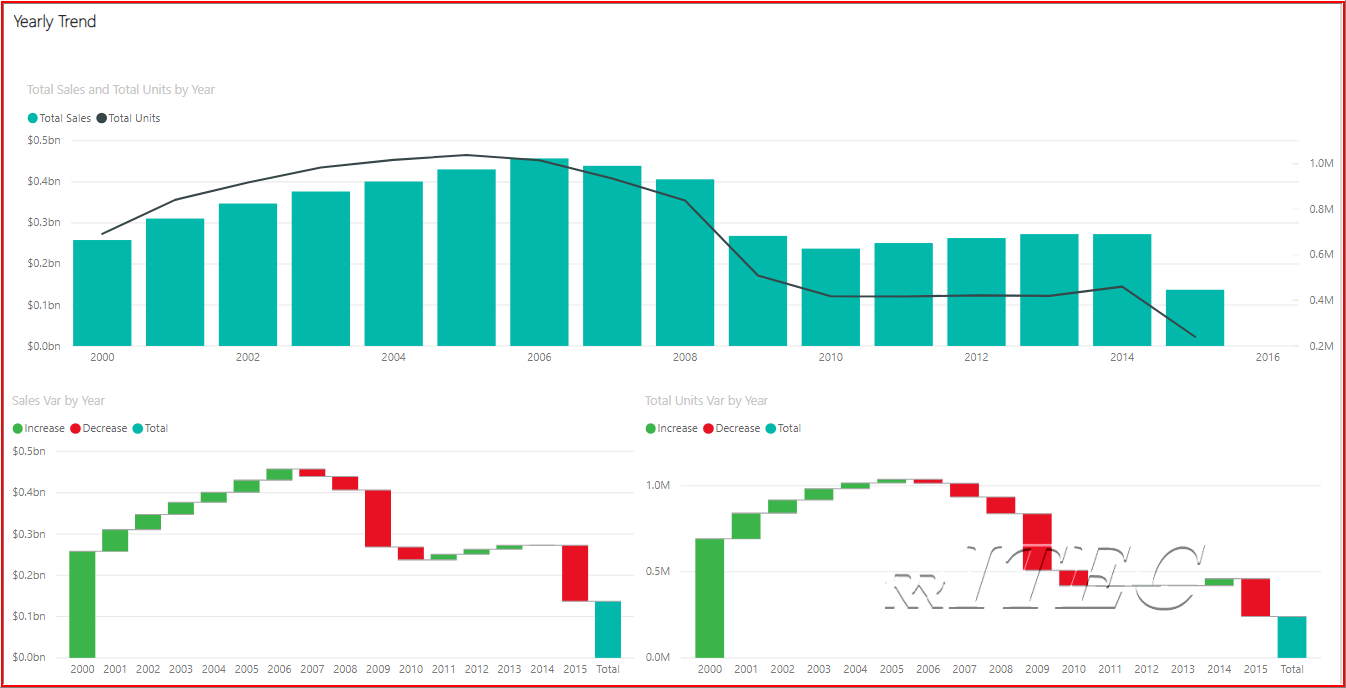 Yearly Trend
Total Sales and Total Units by Year
Total Sales Total Units
$0.5bn
$0.4bn
$0.3bn
$0.2bn
$0.1bn
$0.0bn
1.0M
0.8M
0.6M
0.4M
0.2M
2000 2002 2004 2006 2008 2010 2012 2014 2016
Sales Var by Year
Increase Decrease Total
$0.5bn
$0.4bn
$0.3bn
$0.2bn
$0.1bn
$0.0bn
2000 2001 2002 2003 2004 2005 2006 2007 2008 2009 2010 2011 2012 2013 2014 2015 Total
Total Units Var by Year
Increase Decrease Total
1.0M
0.5M
0.0M
2000 2001 2002 2003 2004 2005 2006 2007 2008 2009 2010 2011 2012 2013 2014 2015 Total